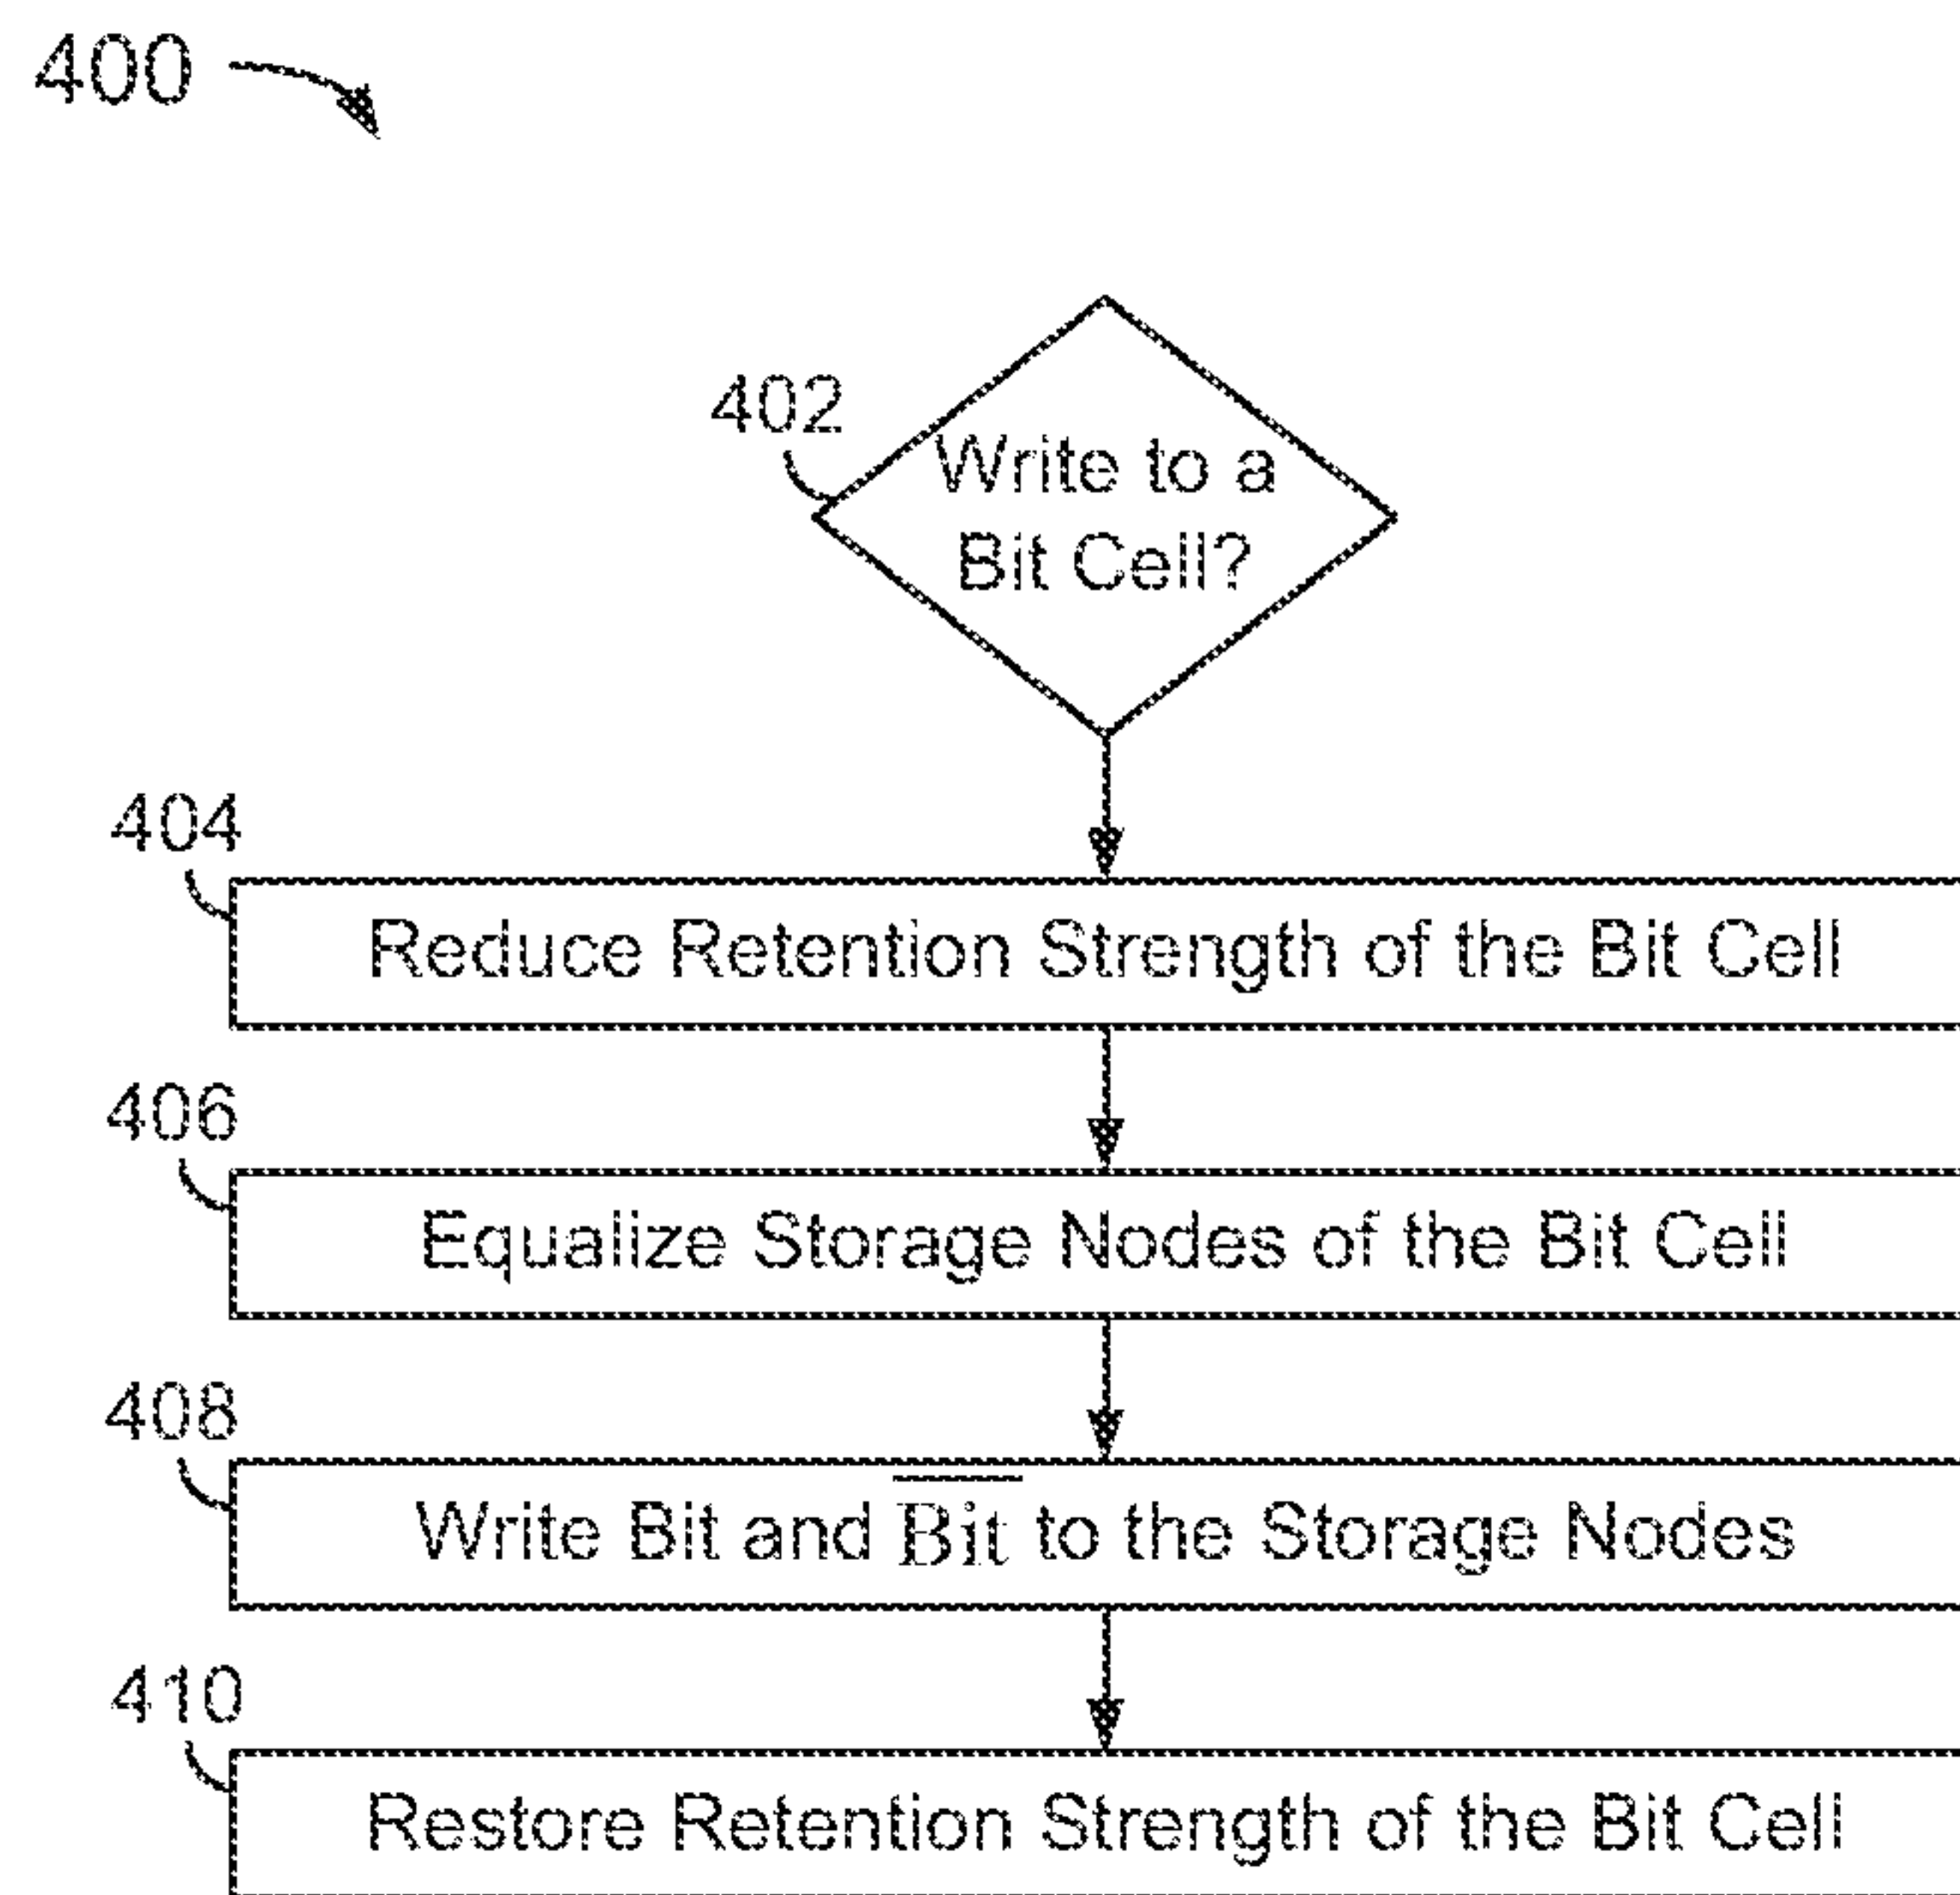 400
402
Write to a
Bit Cell?
404
Reduce Retention Strength of the Bit Cell
406
Equalize Storage Nodes of the Bit Cell
408
Write Bit and B̅i̅t̅ to the Storage Nodes
410
Restore Retention Strength of the Bit Cell